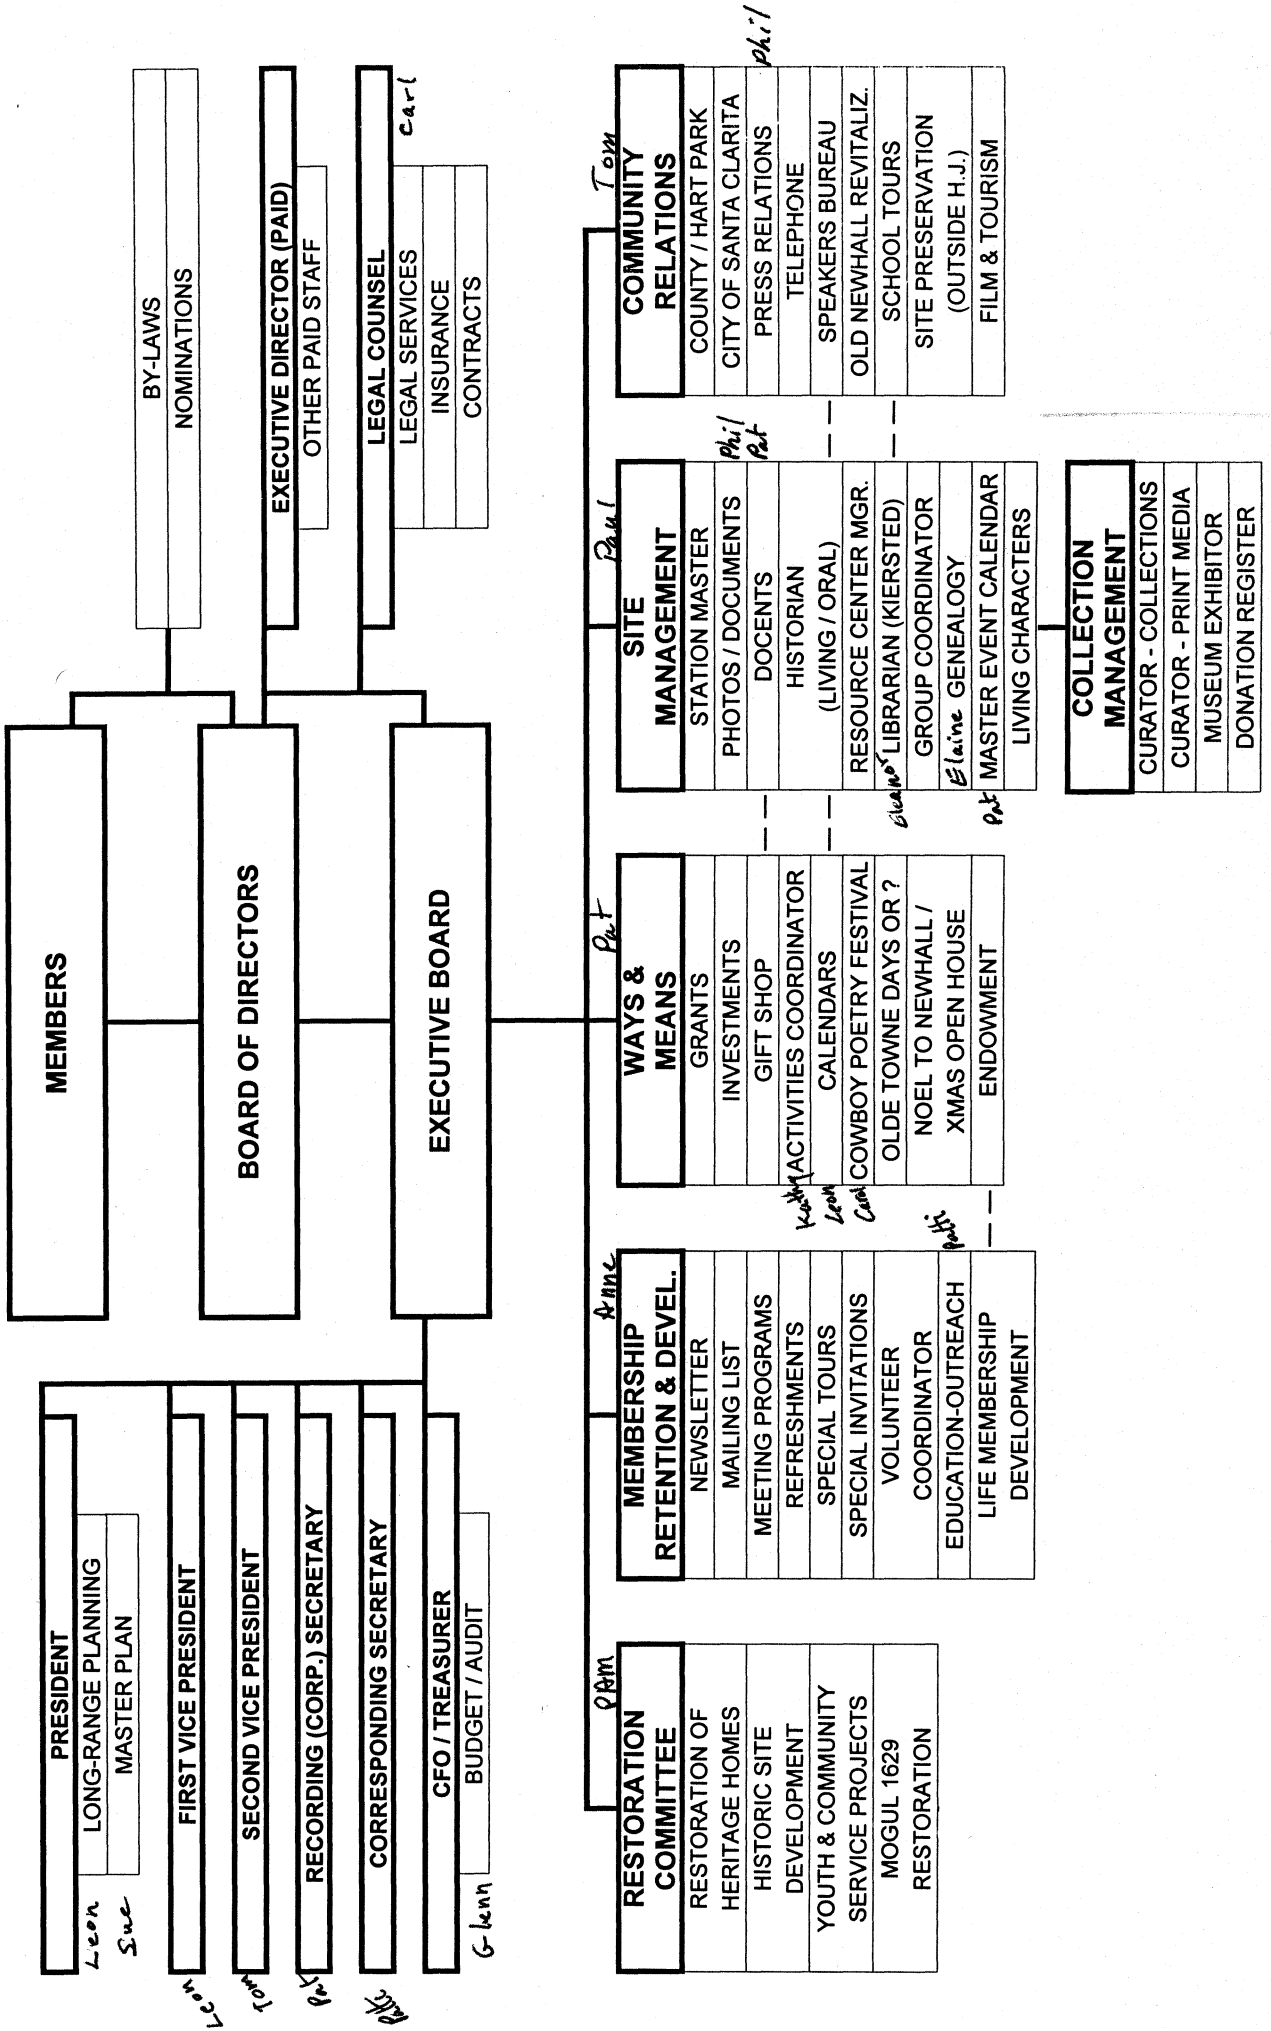 MEMBERS
BOARD OF DIRECTORS
EXECUTIVE BOARD
PRESIDENT
Leon LONG-RANGE PLANNING
Sue MASTER PLAN
Leon FIRST VICE PRESIDENT
Tom SECOND VICE PRESIDENT
Pat RECORDING (CORP.) SECRETARY
Patti CORRESPONDING SECRETARY
CFO / TREASURER
Glenn BUDGET / AUDIT
BY-LAWS
NOMINATIONS
EXECUTIVE DIRECTOR (PAID)
OTHER PAID STAFF
LEGAL COUNSEL
Carl
LEGAL SERVICES
INSURANCE
CONTRACTS
PAM
RESTORATION
COMMITTEE
RESTORATION OF
HERITAGE HOMES
HISTORIC SITE
DEVELOPMENT
YOUTH & COMMUNITY
SERVICE PROJECTS
MOGUL 1629
RESTORATION
Anne
MEMBERSHIP
RETENTION & DEVEL.
NEWSLETTER
MAILING LIST
MEETING PROGRAMS
REFRESHMENTS
SPECIAL TOURS
SPECIAL INVITATIONS
VOLUNTEER
COORDINATOR
EDUCATION-OUTREACH Patti
LIFE MEMBERSHIP
DEVELOPMENT
Pat
WAYS &
MEANS
GRANTS
INVESTMENTS
GIFT SHOP
Kathy ACTIVITIES COORDINATOR
Leon CALENDARS
Carol COWBOY POETRY FESTIVAL
OLDE TOWNE DAYS OR ?
NOEL TO NEWHALL /
XMAS OPEN HOUSE
ENDOWMENT
Paul
SITE
MANAGEMENT
STATION MASTER
PHOTOS / DOCUMENTS Phil
DOCENTS Pat
HISTORIAN
(LIVING / ORAL)
RESOURCE CENTER MGR.
Eleanor LIBRARIAN (KIERSTED)
GROUP COORDINATOR
Elaine GENEALOGY
Pat MASTER EVENT CALENDAR
LIVING CHARACTERS
COLLECTION
MANAGEMENT
CURATOR - COLLECTIONS
CURATOR - PRINT MEDIA
MUSEUM EXHIBITOR
DONATION REGISTER
Tom
COMMUNITY
RELATIONS
COUNTY / HART PARK
CITY OF SANTA CLARITA
PRESS RELATIONS Phil
TELEPHONE
SPEAKERS BUREAU
OLD NEWHALL REVITALIZ.
SCHOOL TOURS
SITE PRESERVATION
(OUTSIDE H.J.)
FILM & TOURISM